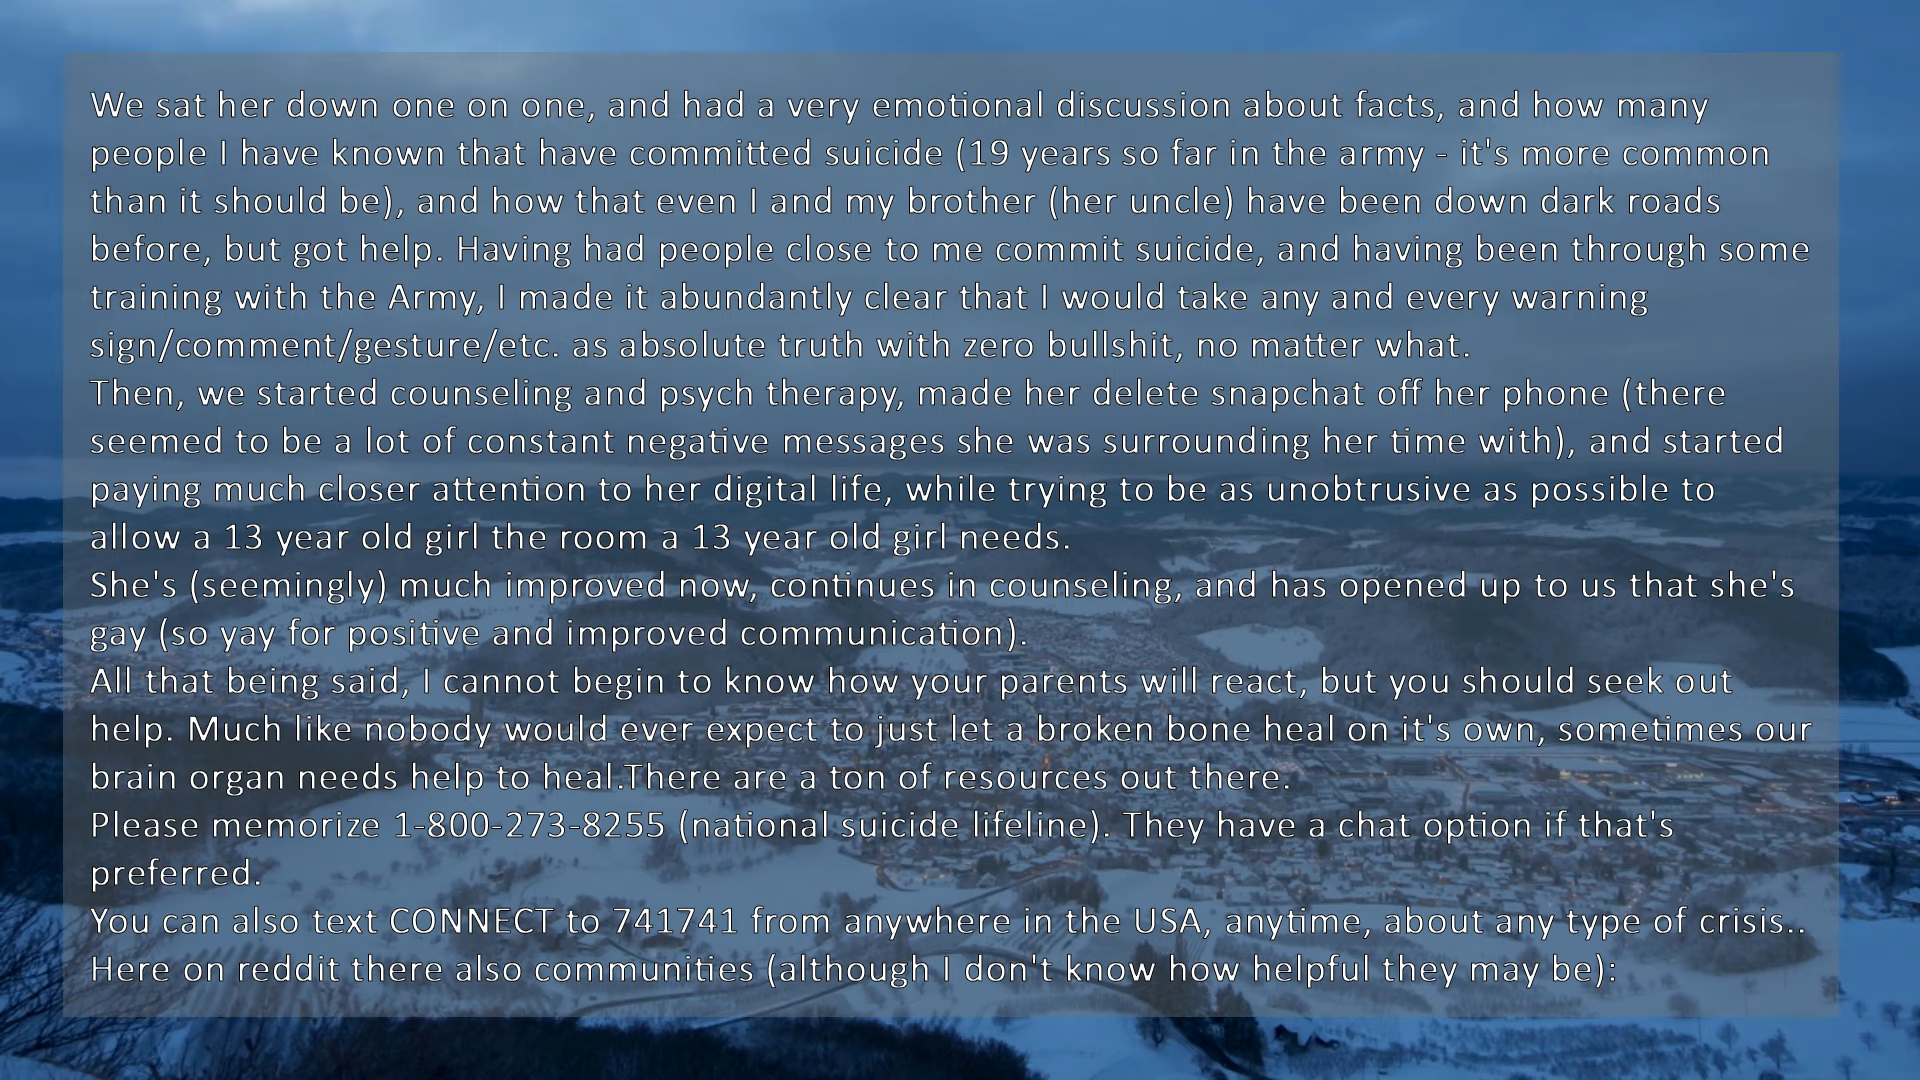 We sat her down one on one, and had a very emotional discussion about facts, and how many
people I have known that have committed suicide (19 years so far in the army - it's more common
than it should be), and how that even I and my brother (her uncle) have been down dark roads
before, but got help. Having had people close to me commit suicide, and having been through some
training with the Army, I made it abundantly clear that I would take any and every warning
sign/comment/gesture/etc. as absolute truth with zero bullshit, no matter what.
Then, we started counseling and psych therapy, made her delete snapchat off her phone (there
seemed to be a lot of constant negative messages she was surrounding her time with), and started
paying much closer attention to her digital life, while trying to be as unobtrusive as possible to
allow a 13 year old girl the room a 13 year old girl needs.
She's (seemingly) much improved now, continues in counseling, and has opened up to us that she's
gay (so yay for positive and improved communication).
All that being said, I cannot begin to know how your parents will react, but you should seek out
help. Much like nobody would ever expect to just let a broken bone heal on it's own, sometimes our
brain organ needs help to heal.There are a ton of resources out there.
Please memorize 1-800-273-8255 (national suicide lifeline). They have a chat option if that's
preferred.
You can also text CONNECT to 741741 from anywhere in the USA, anytime, about any type of crisis..
Here on reddit there also communities (although I don't know how helpful they may be):